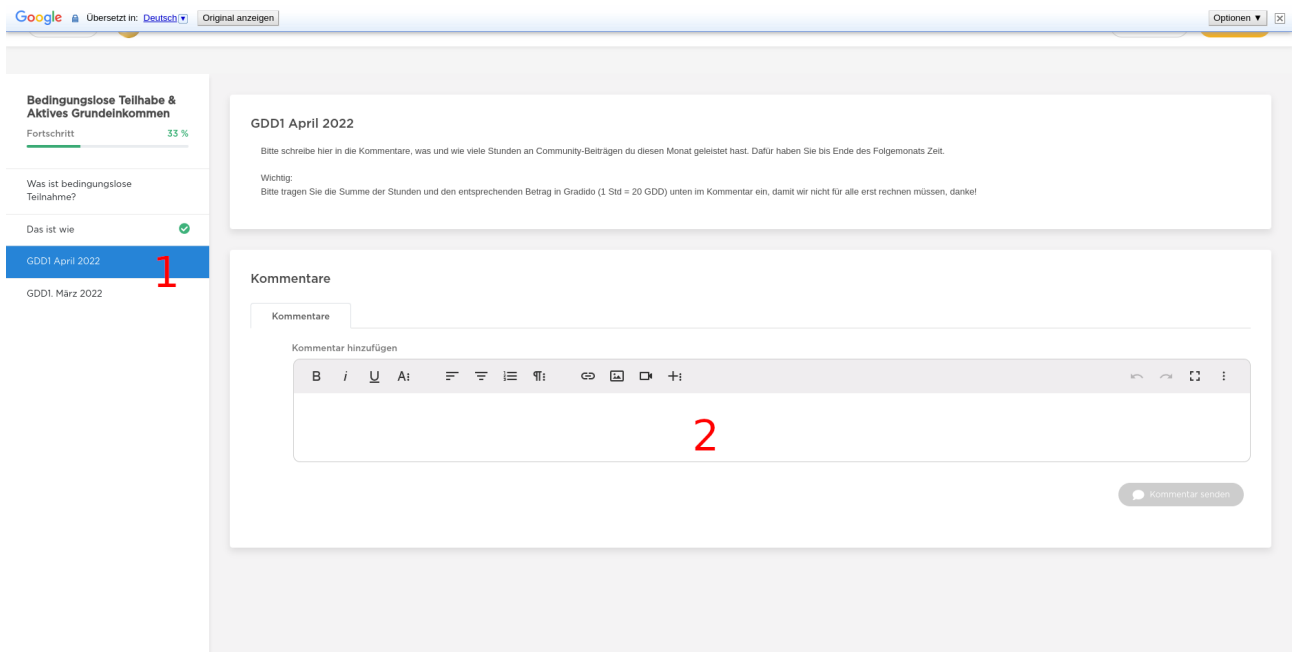 Google Übersetzt in: Deutsch Original anzeigen Optionen ▼
Bedingungslose Teilhabe &
Aktives Grundeinkommen
Fortschritt 33 %
Was ist bedingungslose
Teilnahme?
Das ist wie
GDD1 April 2022
1
GDD1. März 2022
GDD1 April 2022
Bitte schreibe hier in die Kommentare, was und wie viele Stunden an Community-Beiträgen du diesen Monat geleistet hast. Dafür haben Sie bis Ende des Folgemonats Zeit.
Wichtig:
Bitte tragen Sie die Summe der Stunden und den entsprechenden Betrag in Gradido (1 Std = 20 GDD) unten im Kommentar ein, damit wir nicht für alle erst rechnen müssen, danke!
Kommentare
Kommentare
Kommentar hinzufügen
B i U A
2
Kommentar senden